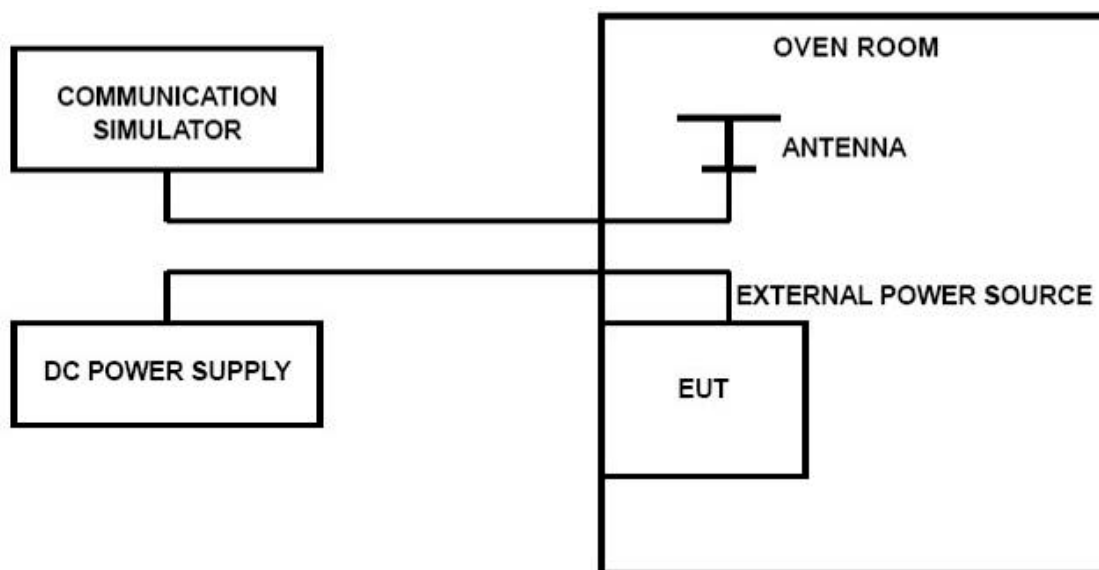 COMMUNICATION
SIMULATOR
OVEN ROOM
ANTENNA
EXTERNAL POWER SOURCE
DC POWER SUPPLY
EUT